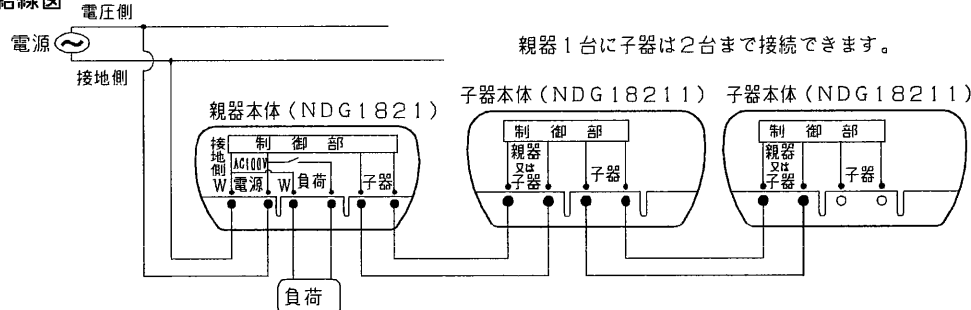 結線図
電圧側
電源
接地側
親器1台に子器は2台まで接続できます。
親器本体(NDG1821)
子器本体(NDG18211)
子器本体(NDG18211)
制御部
接地側
W
AC100V
電源
W
負荷
子器
負荷
制御部
親器
又は
子器
子器
制御部
親器
又は
子器
子器